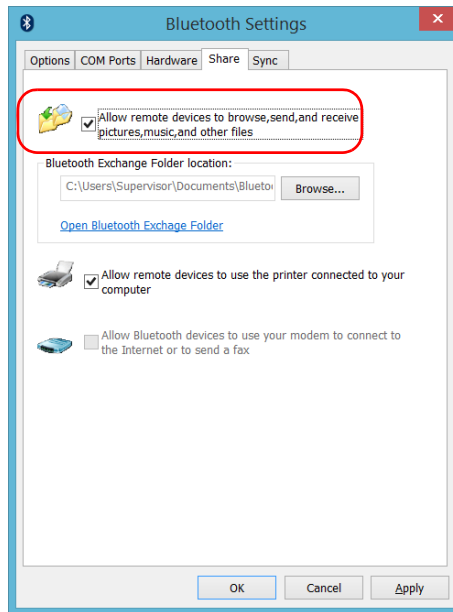 Bluetooth Settings
Options COM Ports Hardware Share Sync
Allow remote devices to browse,send,and receive
pictures,music,and other files
Bluetooth Exchange Folder location:
C:\Users\Supervisor\Documents\Bluetoo Browse...
Open Bluetooth Exchage Folder
Allow remote devices to use the printer connected to your
computer
Allow Bluetooth devices to use your modem to connect to
the Internet or to send a fax
OK Cancel Apply